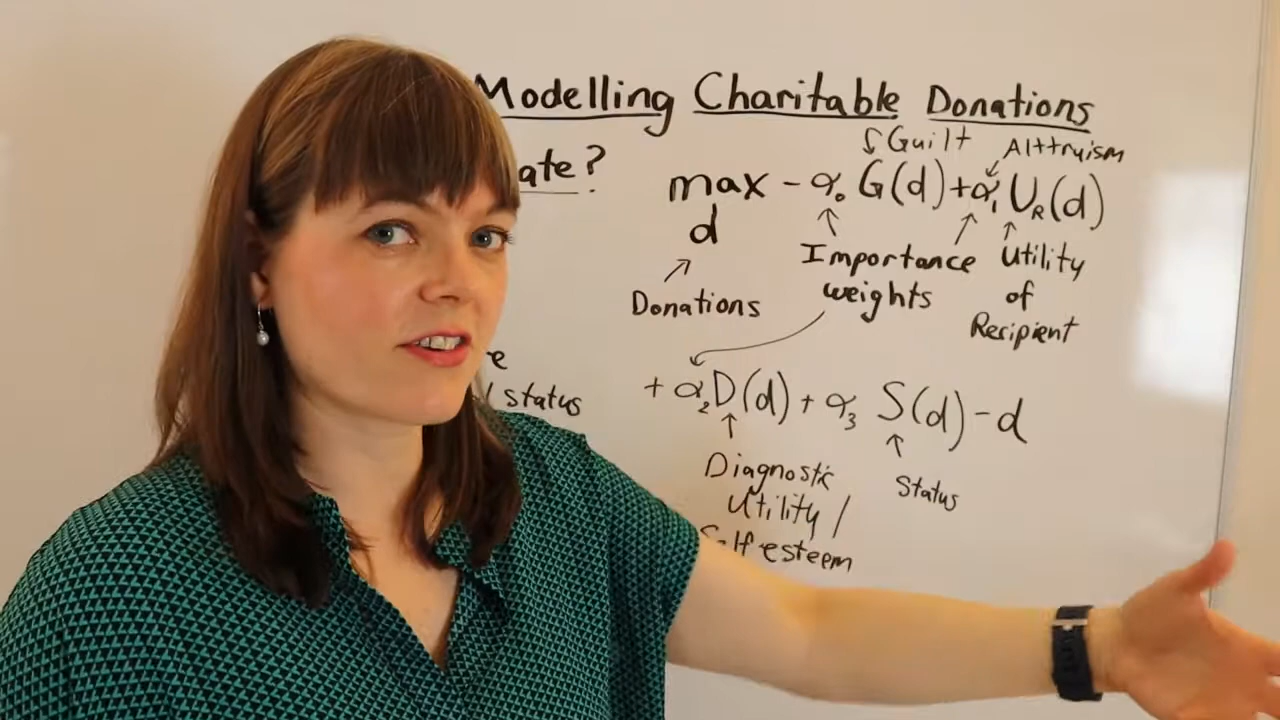 Modelling Charitable Donations
ate?
Guilt
Altruism
max - α₀ G(d) + α₁ U_R(d)
d
Importance
weights
Utility
of
Recipient
Donations
e
/ status
+ α₂ D(d) + α₃ S(d) - d
Diagnostic
Utility /
Self esteem
Status